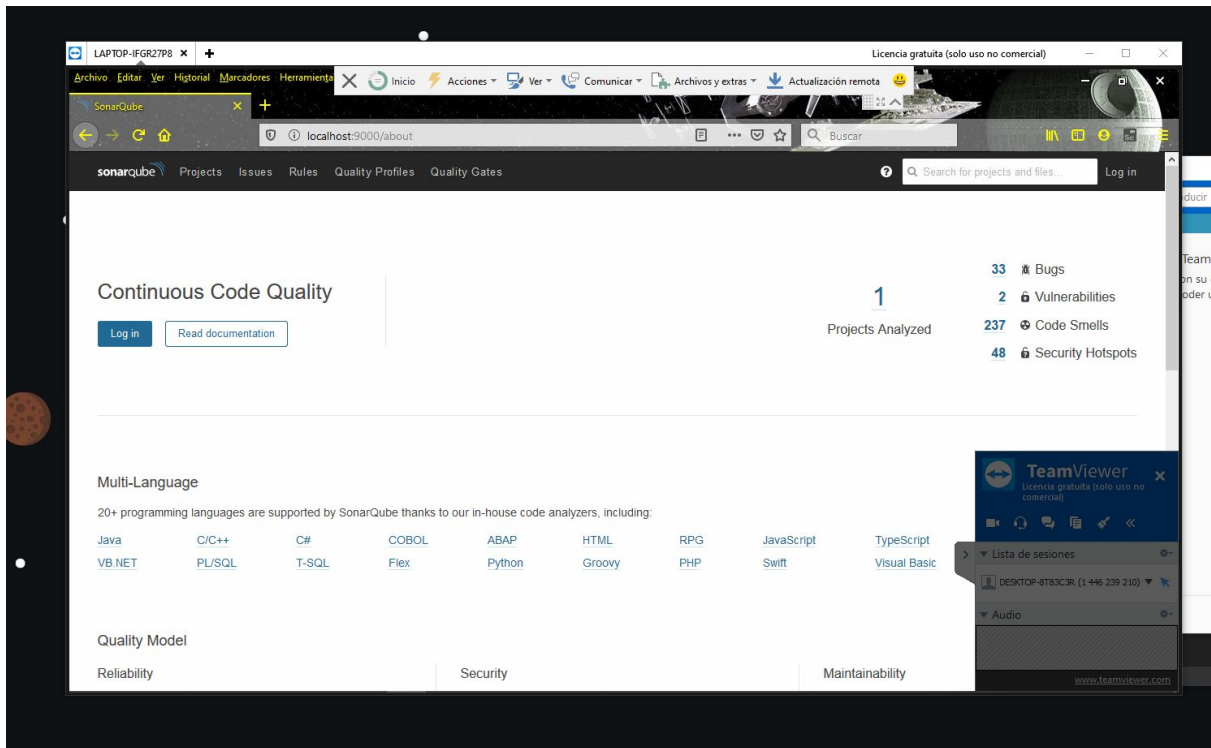 LAPTOP-IFGR27P8
Licencia gratuita (solo uso no comercial)
Archivo Editar Ver Historial Marcadores Herramienta
Inicio Acciones Ver Comunicar Archivos y extras Actualización remota
SonarQube
localhost:9000/about
Buscar
sonarqube Projects Issues Rules Quality Profiles Quality Gates
Search for projects and files...
Log in
ducir
Continuous Code Quality
Log in Read documentation
1
Projects Analyzed
33 Bugs
2 Vulnerabilities
237 Code Smells
48 Security Hotspots
Team
on su
oder u
Multi-Language
20+ programming languages are supported by SonarQube thanks to our in-house code analyzers, including:
Java C/C++ C# COBOL ABAP HTML RPG JavaScript TypeScript
VB.NET PL/SQL T-SQL Flex Python Groovy PHP Swift Visual Basic
Quality Model
Reliability Security Maintainability
TeamViewer
Licencia gratuita (solo uso no
comercial)
Lista de sesiones
DESKTOP-8T83C3R (1 446 239 210)
Audio
www.teamviewer.com